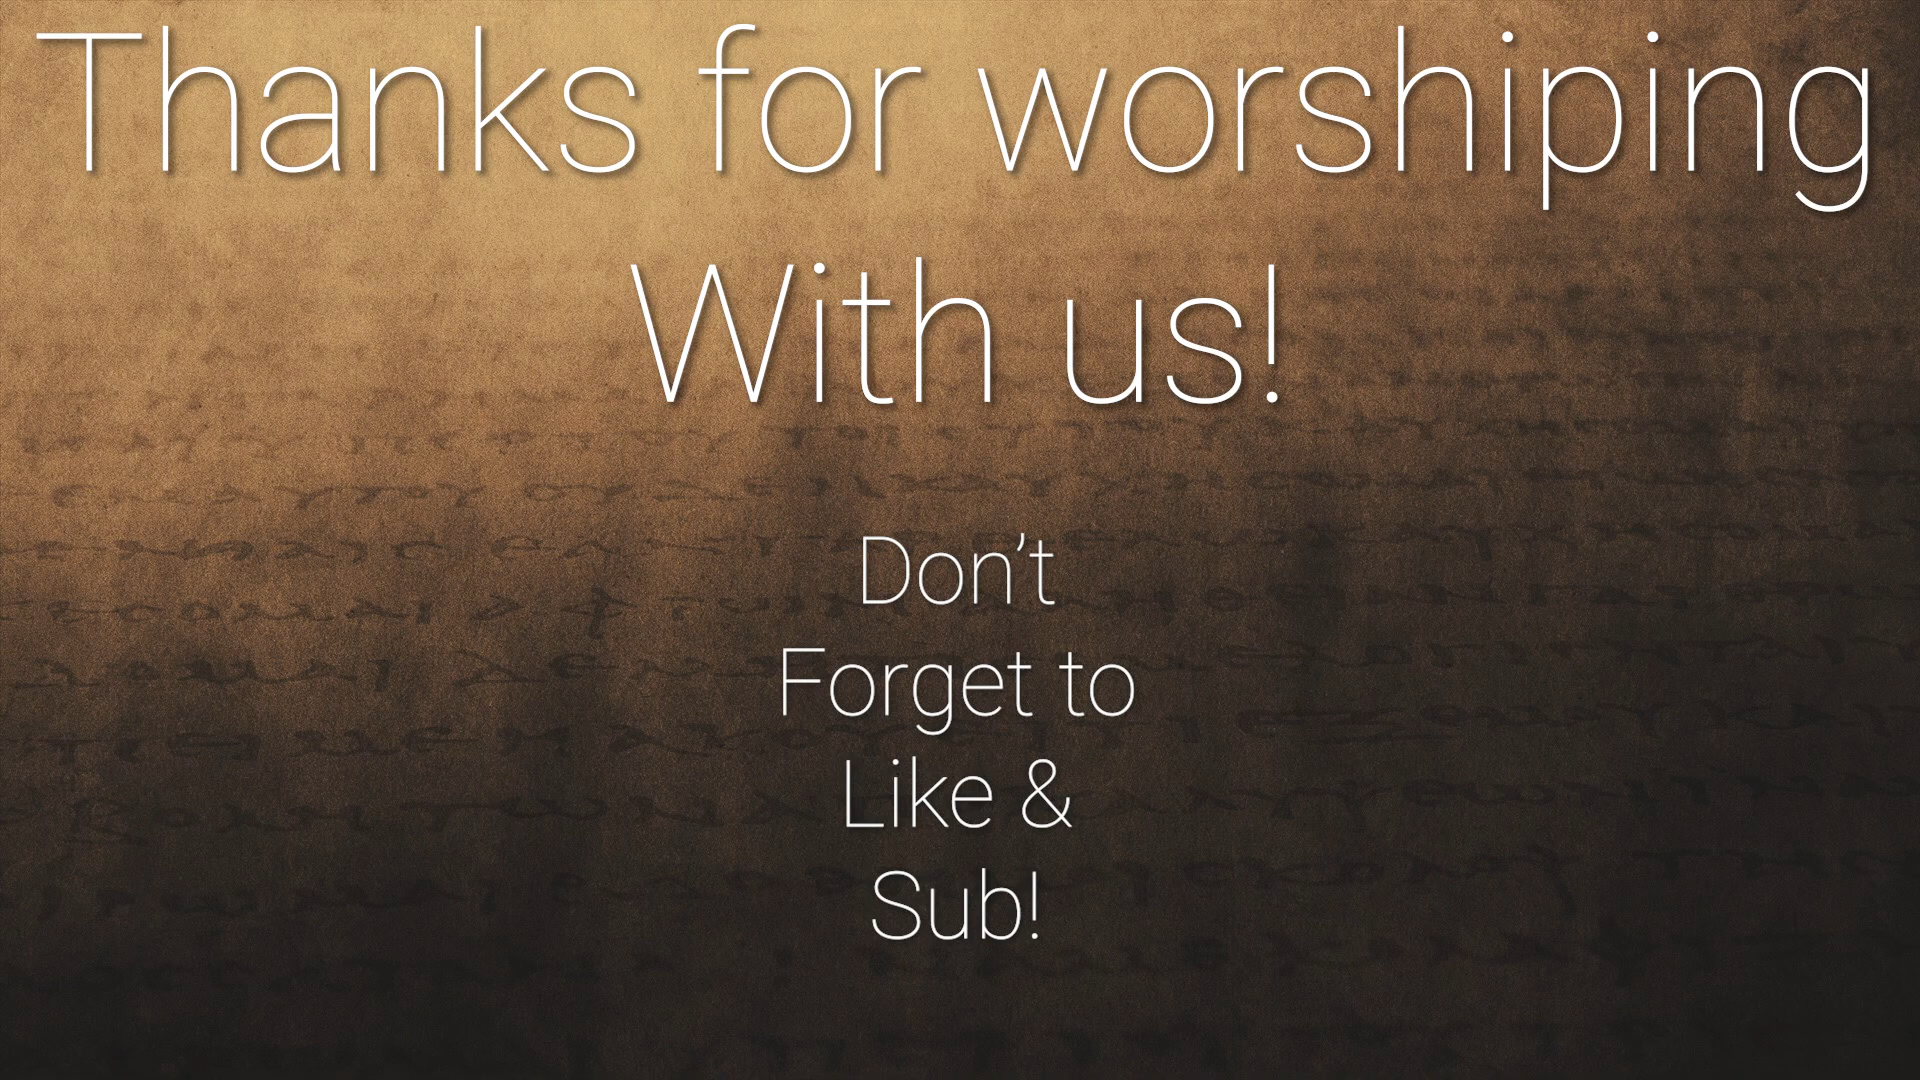 Thanks for worshiping
With us!
Don’t
Forget to
Like &
Sub!